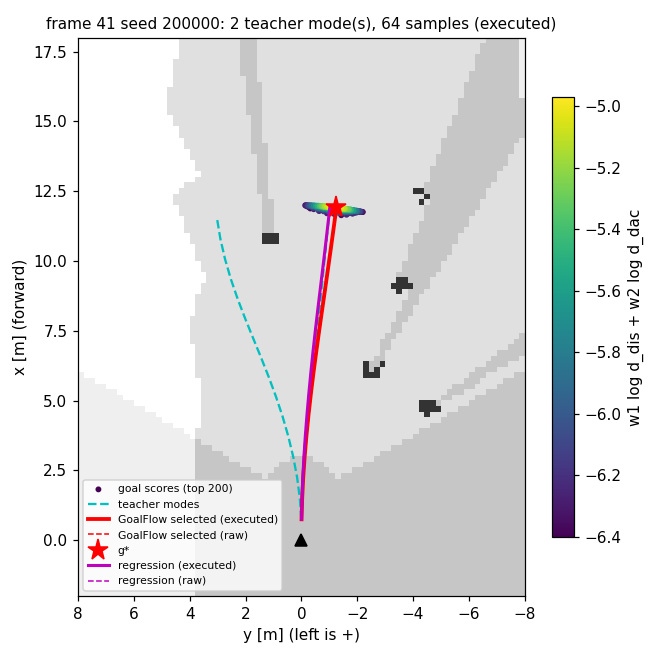 frame 41 seed 200000: 2 teacher mode(s), 64 samples (executed)
17.5
15.0
12.5
10.0
7.5
5.0
2.5
0.0
x [m] (forward)
8
6
4
2
0
−2
−4
−6
−8
y [m] (left is +)
goal scores (top 200)
teacher modes
GoalFlow selected (executed)
GoalFlow selected (raw)
g*
regression (executed)
regression (raw)
−5.0
−5.2
−5.4
−5.6
−5.8
−6.0
−6.2
−6.4
w1 log d_dis + w2 log d_dac